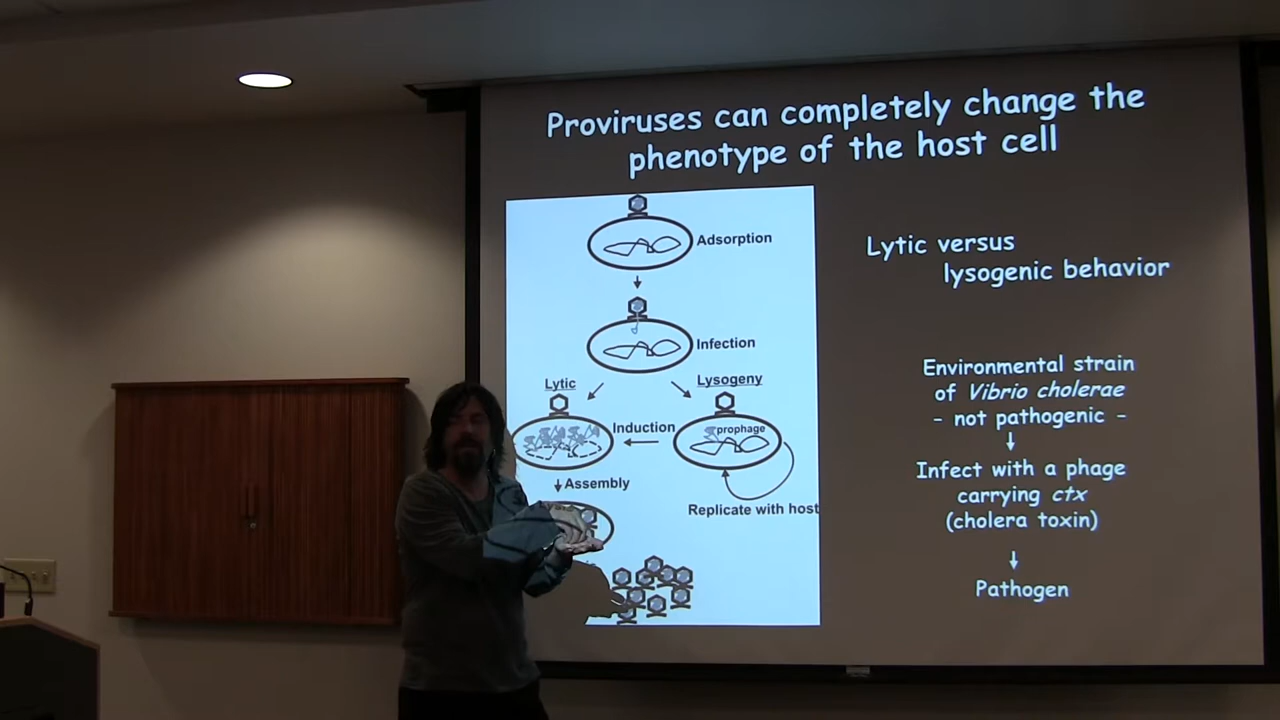 Proviruses can completely change the
phenotype of the host cell
Adsorption
Infection
Lytic
Lysogeny
Induction
prophage
Assembly
Replicate with host
Lytic versus
lysogenic behavior
Environmental strain
of Vibrio cholerae
- not pathogenic -
Infect with a phage
carrying ctx
(cholera toxin)
Pathogen